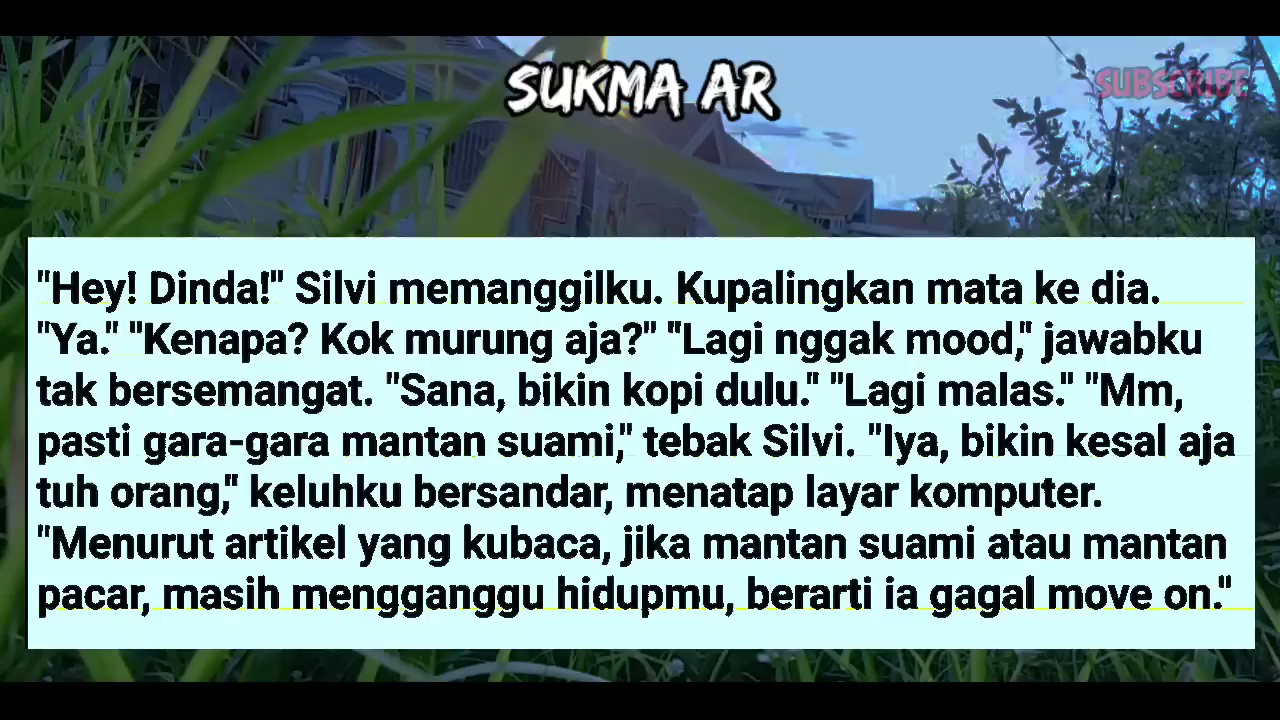 SUKMA AR
SUBSCRIBE
"Hey! Dinda!" Silvi memanggilku. Kupalingkan mata ke dia.
"Ya." "Kenapa? Kok murung aja?" "Lagi nggak mood," jawabku
tak bersemangat. "Sana, bikin kopi dulu." "Lagi malas." "Mm,
pasti gara-gara mantan suami," tebak Silvi. "Iya, bikin kesal aja
tuh orang," keluhku bersandar, menatap layar komputer.
"Menurut artikel yang kubaca, jika mantan suami atau mantan
pacar, masih mengganggu hidupmu, berarti ia gagal move on."